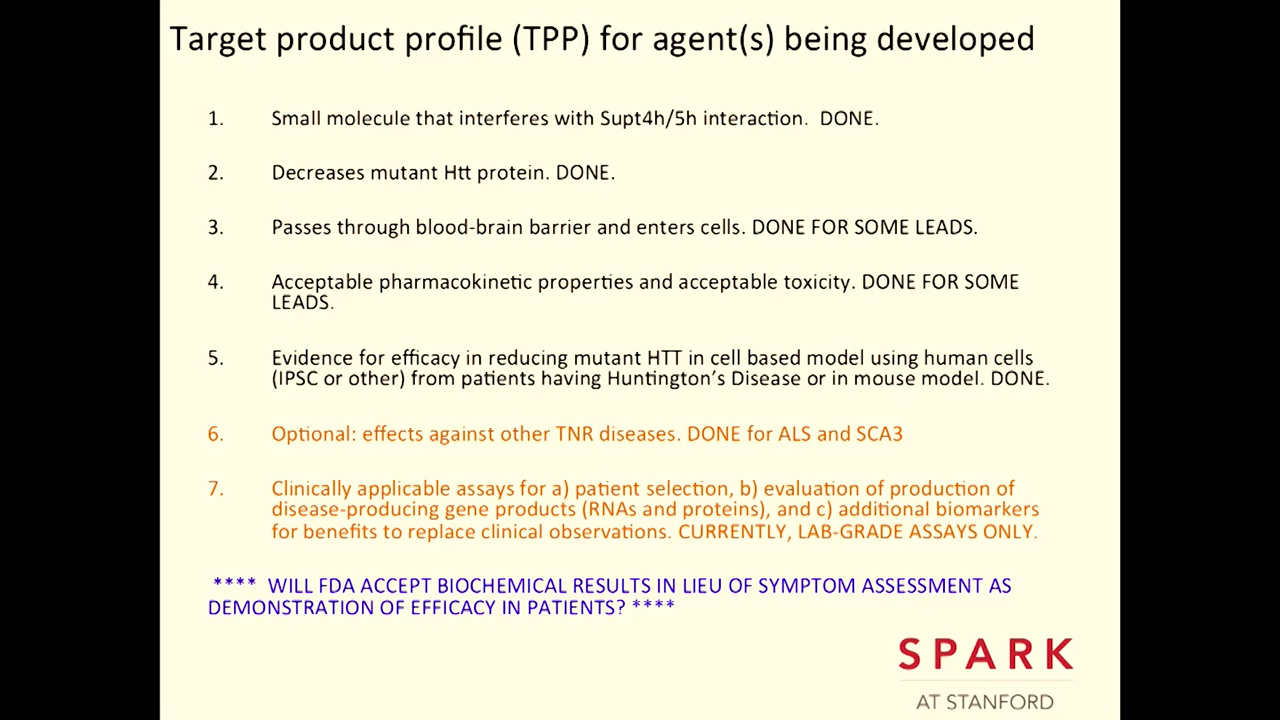 Target product profile (TPP) for agent(s) being developed
1. Small molecule that interferes with Supt4h/5h interaction. DONE.
2. Decreases mutant Htt protein. DONE.
3. Passes through blood-brain barrier and enters cells. DONE FOR SOME LEADS.
4. Acceptable pharmacokinetic properties and acceptable toxicity. DONE FOR SOME
LEADS.
5. Evidence for efficacy in reducing mutant HTT in cell based model using human cells
(IPSC or other) from patients having Huntington's Disease or in mouse model. DONE.
6. Optional: effects against other TNR diseases. DONE for ALS and SCA3
7. Clinically applicable assays for a) patient selection, b) evaluation of production of
disease-producing gene products (RNAs and proteins), and c) additional biomarkers
for benefits to replace clinical observations. CURRENTLY, LAB-GRADE ASSAYS ONLY.
**** WILL FDA ACCEPT BIOCHEMICAL RESULTS IN LIEU OF SYMPTOM ASSESSMENT AS
DEMONSTRATION OF EFFICACY IN PATIENTS? ****
SPARK
AT STANFORD